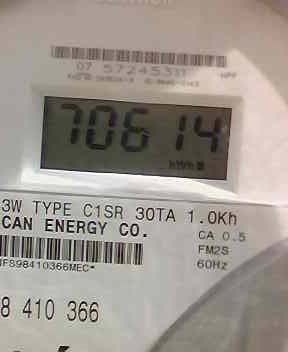 07 57245311
70614
kWh
3W TYPE C1SR 30TA 1.0Kh
CAN ENERGY CO.
CA 0.5
FM2S
60Hz
8 410 366